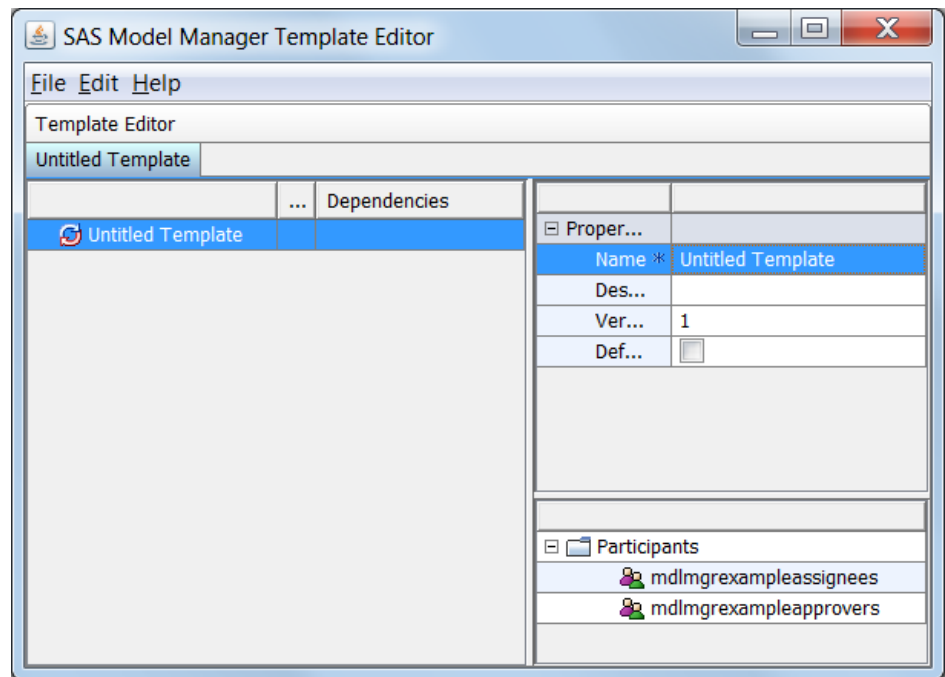 SAS Model Manager Template Editor
File Edit Help
Template Editor
Untitled Template
... Dependencies
Untitled Template
Proper...
Name * Untitled Template
Des...
Ver... 1
Def...
Participants
mdlmgrexampleassignees
mdlmgrexampleapprovers